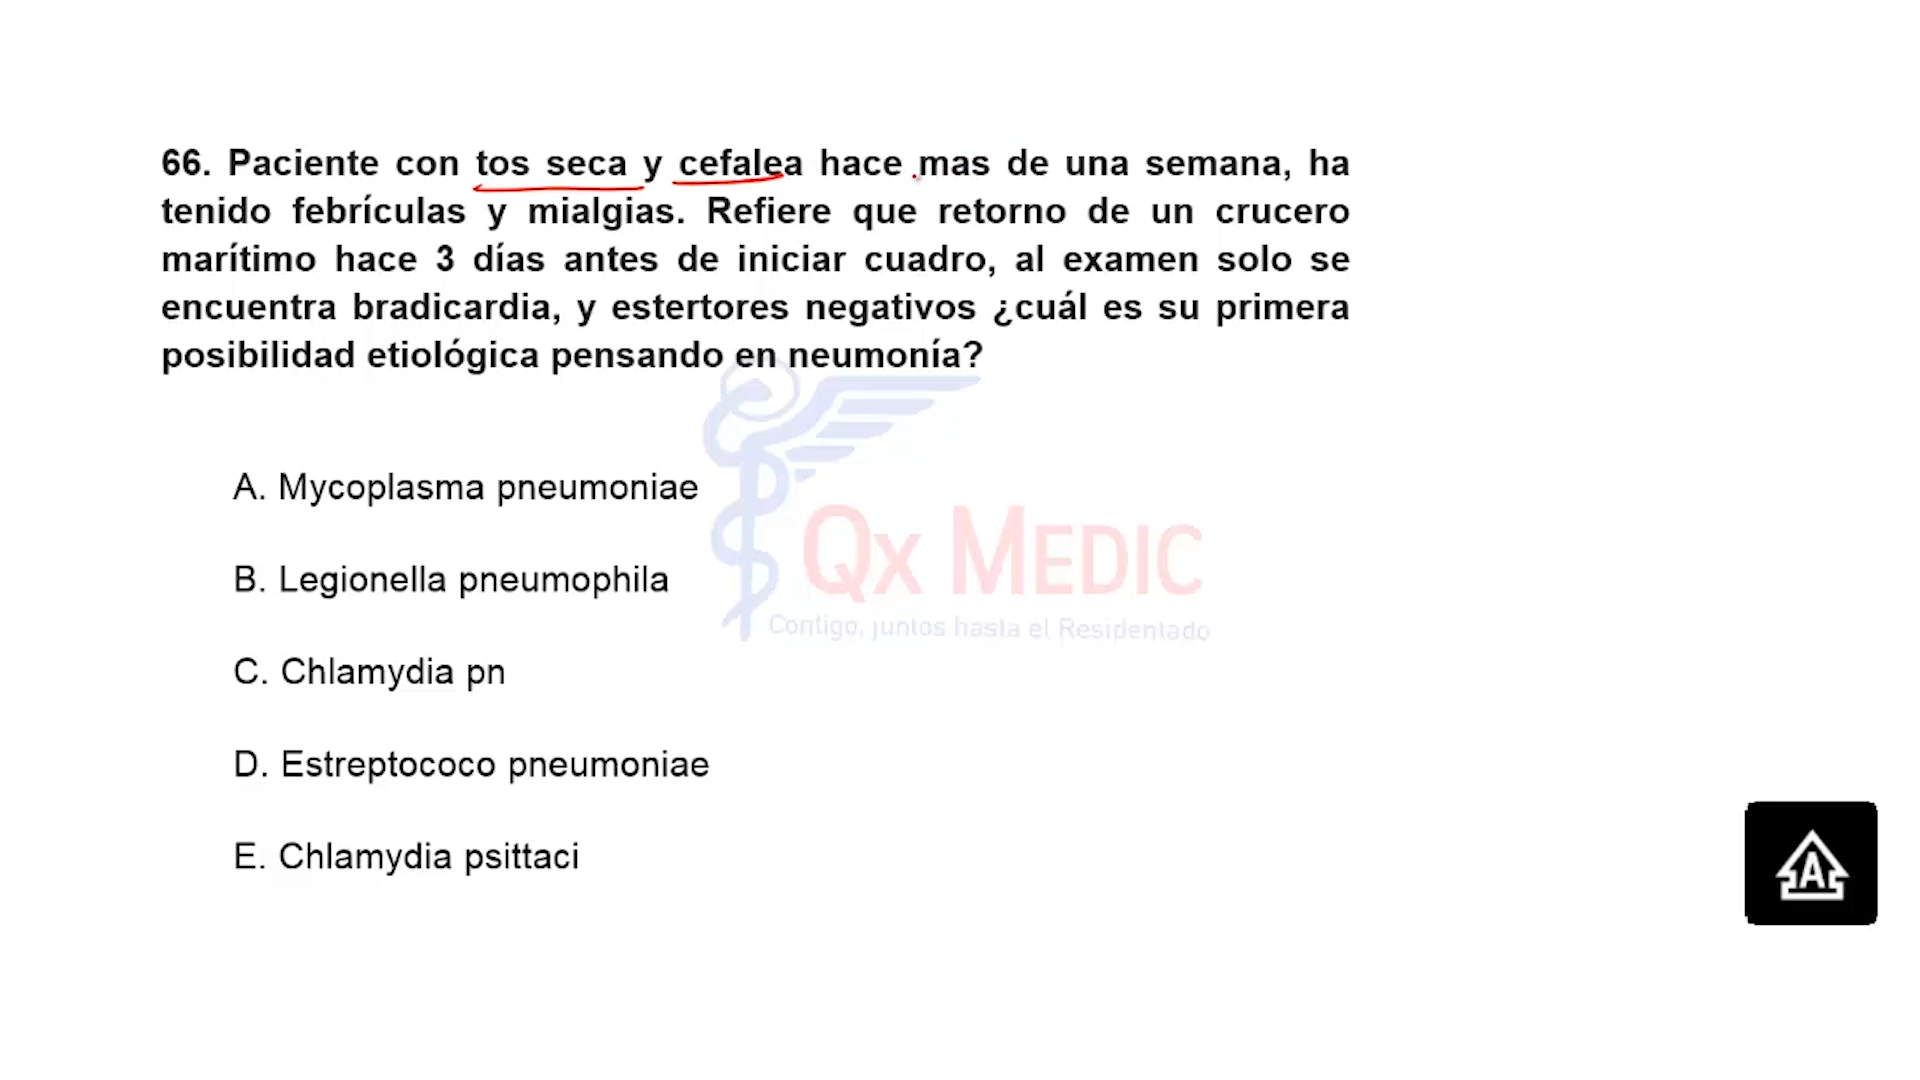 66. Paciente con tos seca y cefalea hace mas de una semana, ha
tenido febrículas y mialgias. Refiere que retorno de un crucero
marítimo hace 3 días antes de iniciar cuadro, al examen solo se
encuentra bradicardia, y estertores negativos ¿cuál es su primera
posibilidad etiológica pensando en neumonía?
A. Mycoplasma pneumoniae
B. Legionella pneumophila
C. Chlamydia pn
D. Estreptococo pneumoniae
E. Chlamydia psittaci
Qx MEDIC
Contigo, juntos hasta el Residentado
A